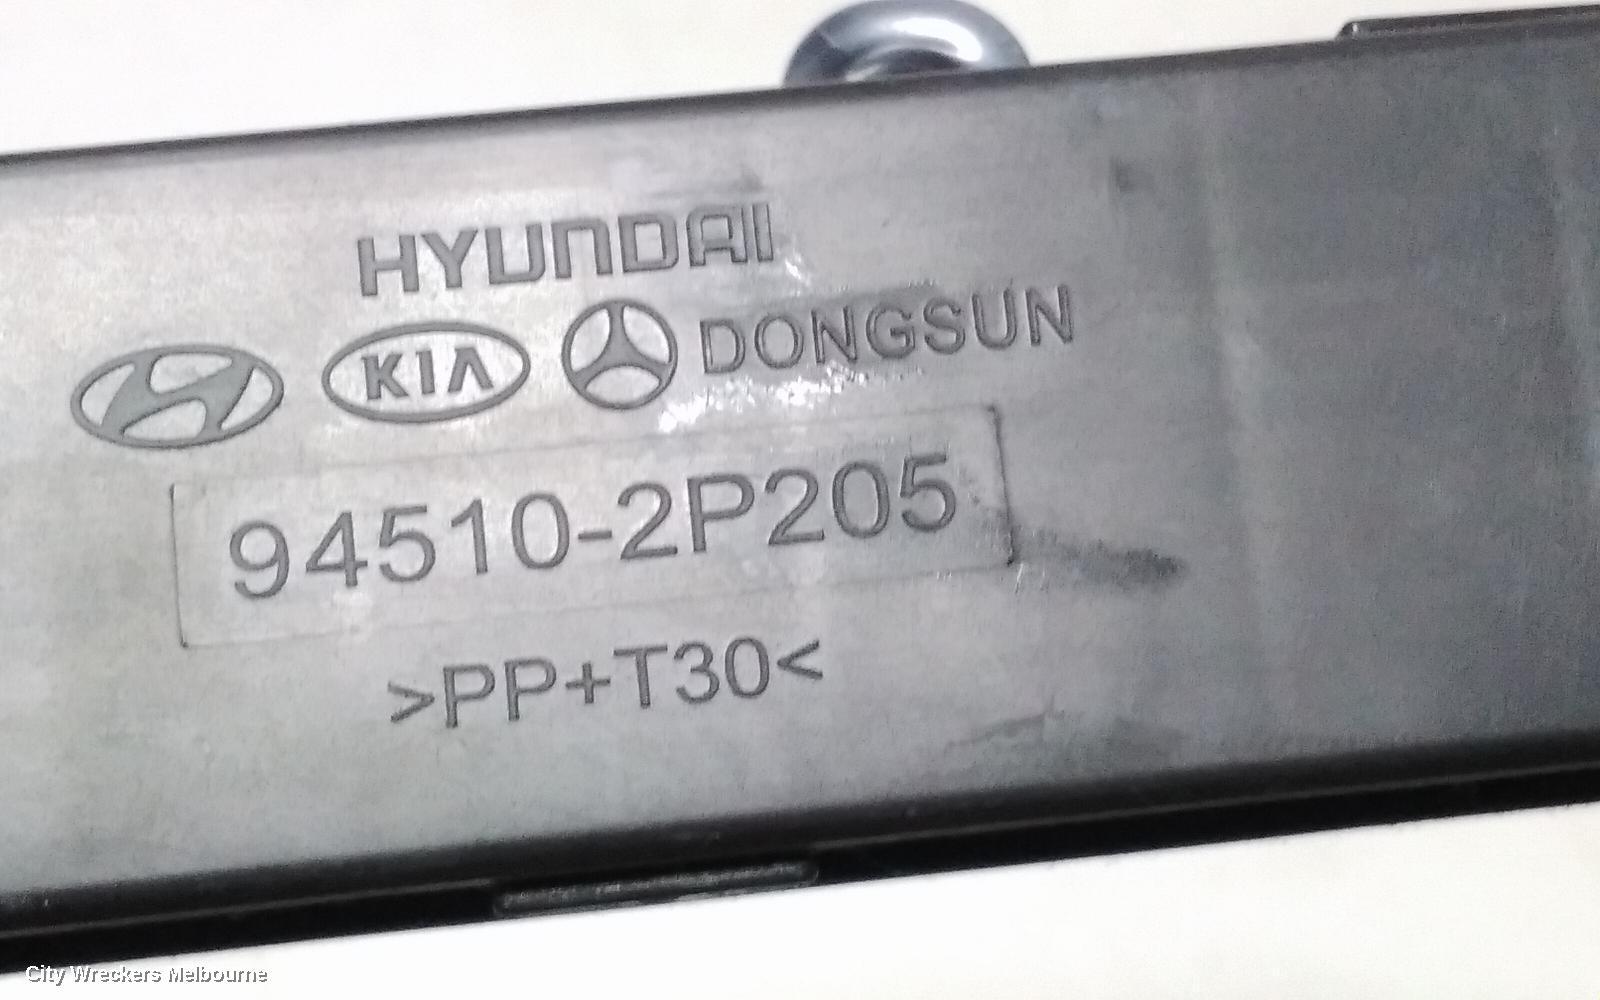 HYUNDAI
KIA DONGSUN
94510-2P205
>PP+T30<
City Wreckers Melbourne